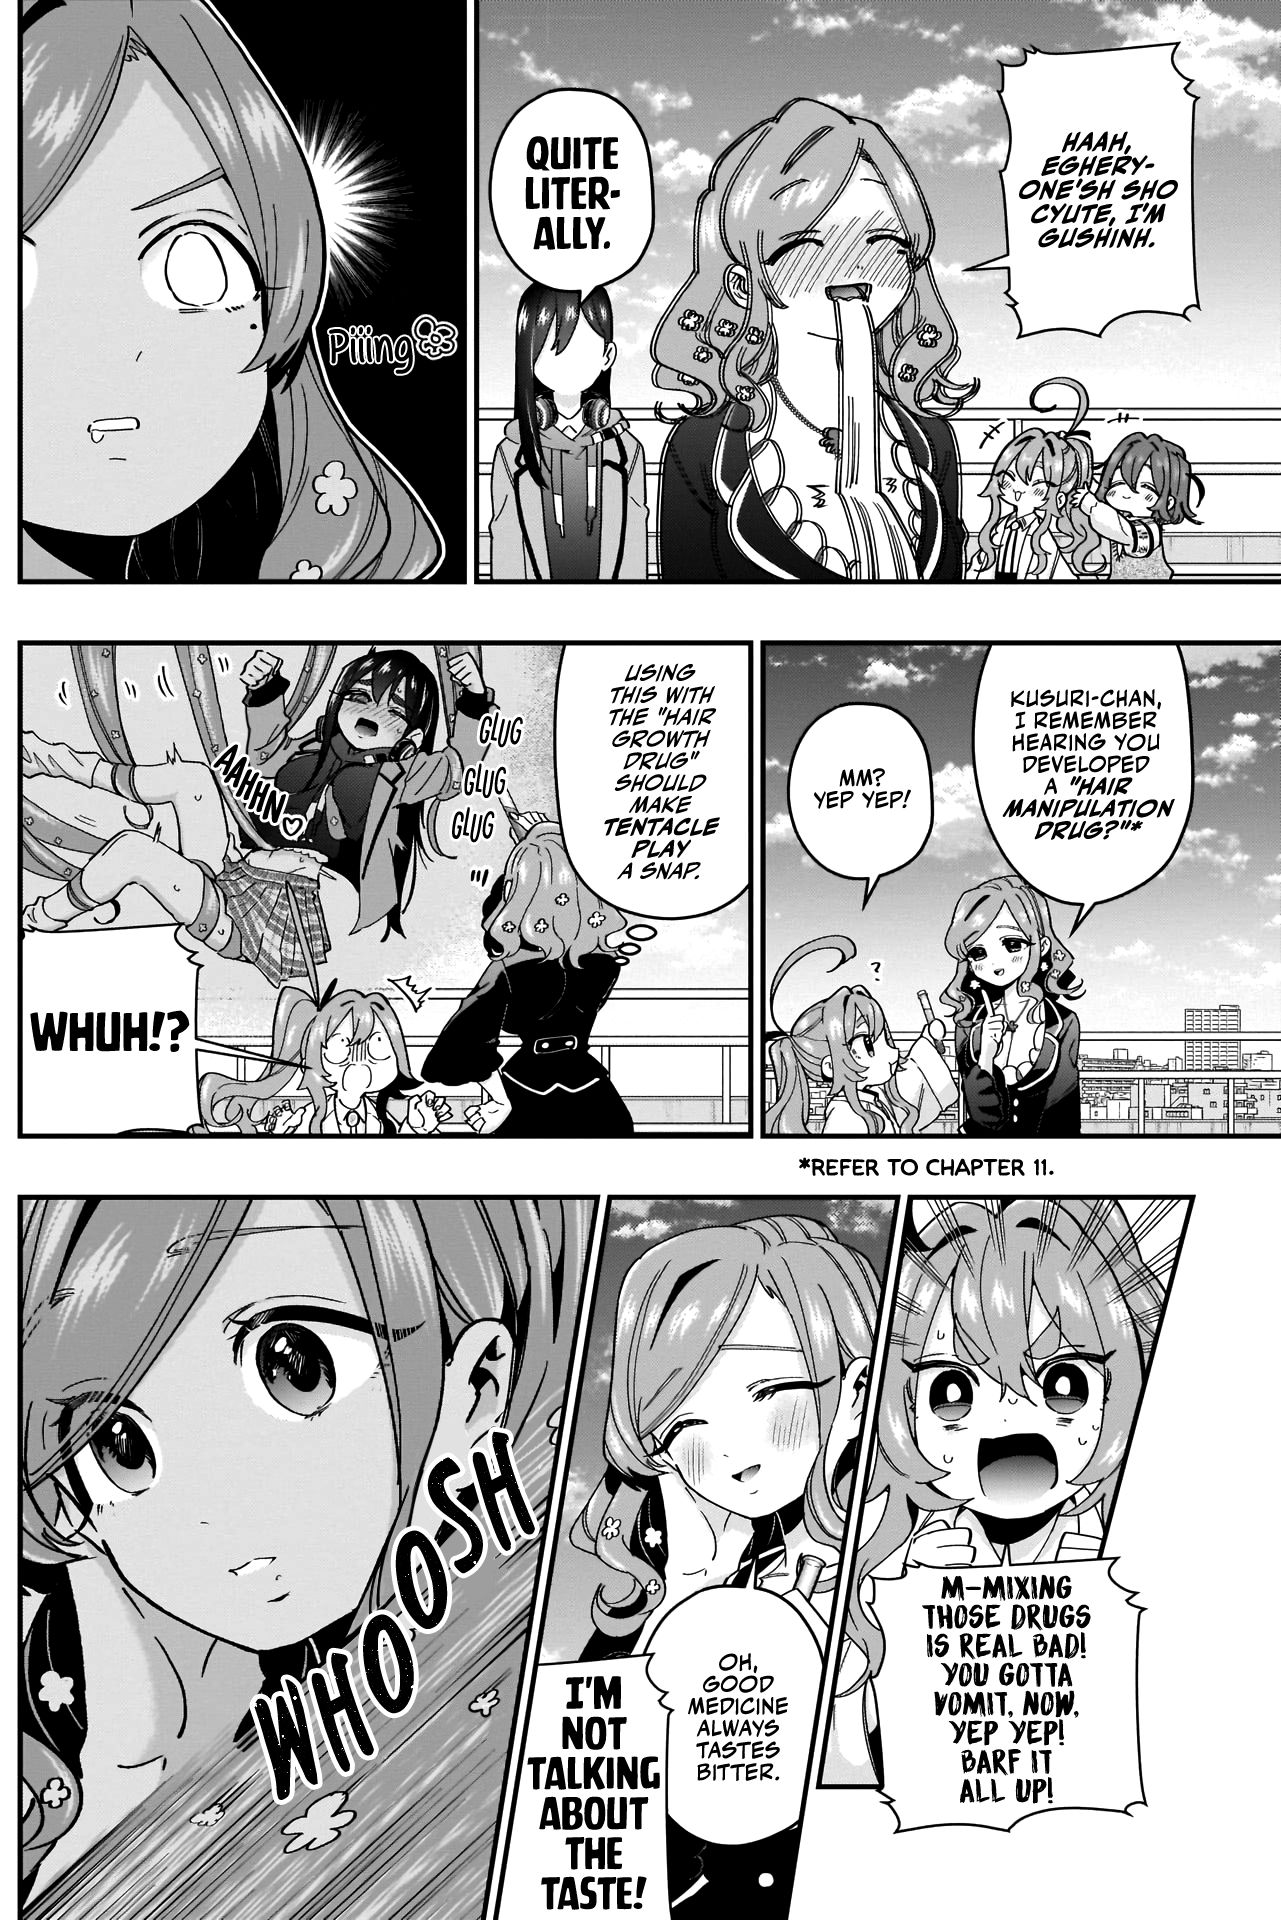 HAAH,
EGHERY-
ONE'SH SHO
CYUTE, I'M
GUSHINH.
QUITE
LITER-
ALLY.
Piiing
KUSURI-CHAN,
I REMEMBER
HEARING YOU
DEVELOPED
A "HAIR
MANIPULATION
DRUG?"*
MM?
YEP YEP!
?
*REFER TO CHAPTER 11.
USING
THIS WITH
THE "HAIR
GROWTH
DRUG"
SHOULD
MAKE
TENTACLE
PLAY
A SNAP.
GLUG
GLUG
GLUG
AAHHN♡
WHUH!?
M-MIXING
THOSE DRUGS
IS REAL BAD!
YOU GOTTA
VOMIT, NOW,
YEP YEP!
BARF IT
ALL UP!
OH,
GOOD
MEDICINE
ALWAYS
TASTES
BITTER.
I'M
NOT
TALKING
ABOUT
THE
TASTE!
WHOOSH